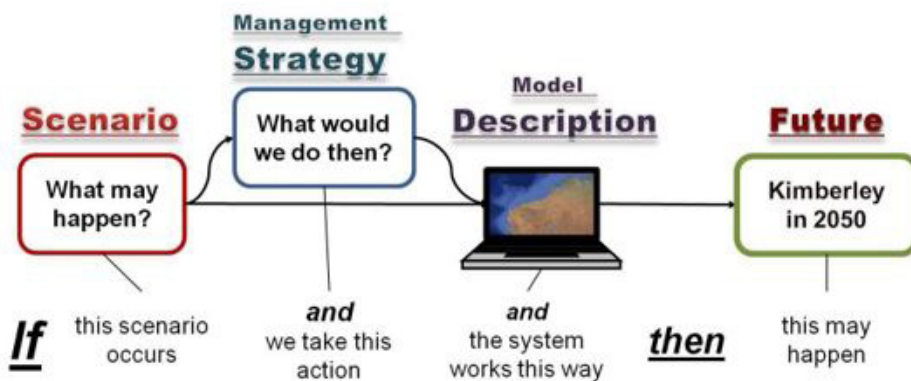 Management
Strategy
Model
Scenario
Description
Future
What would
we do then?
What may
happen?
Kimberley
in 2050
If
this scenario
occurs
and
we take this
action
and
the system
works this way
then
this may
happen